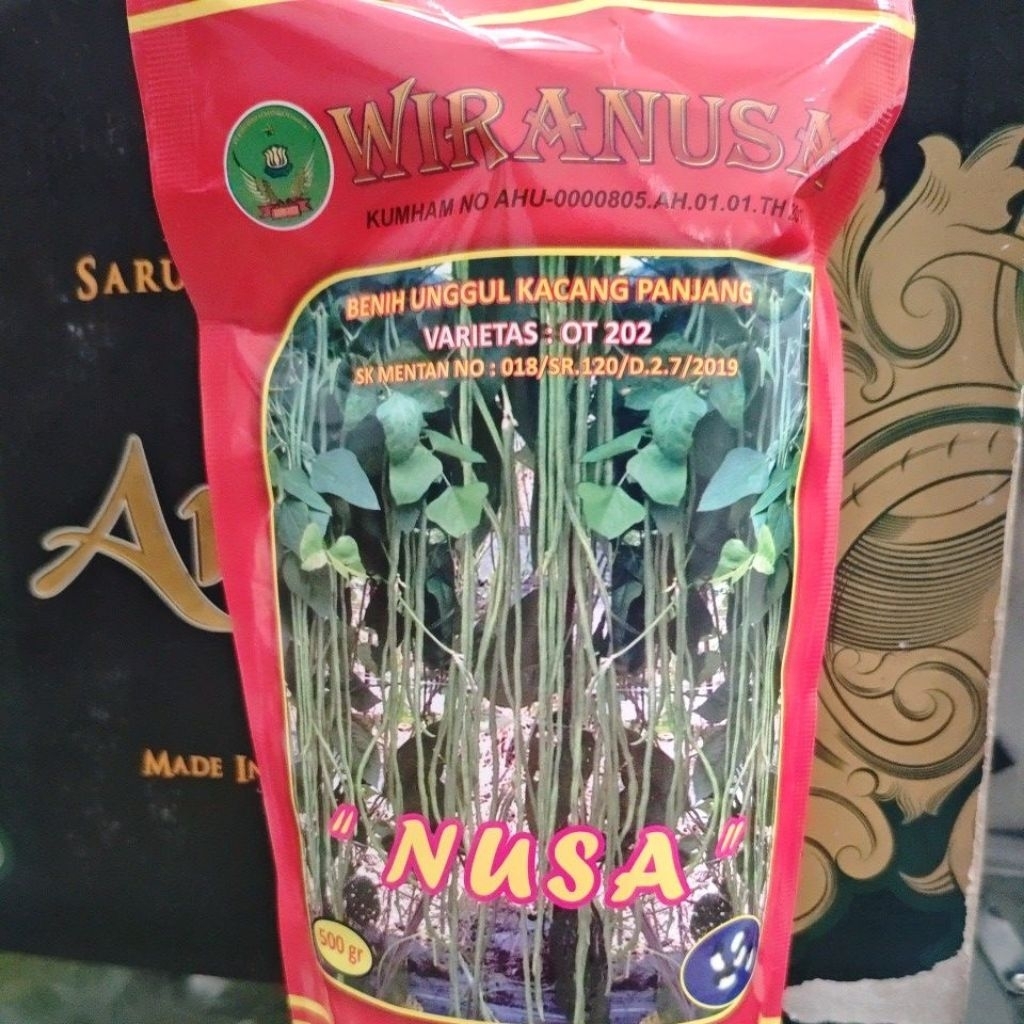 WIRANUSA
KUMHAM NO AHU-0000805.AH.01.01.TH
BENIH UNGGUL KACANG PANJANG
VARIETAS : OT 202
SK MENTAN NO : 018/SR.120/D.2.7/2019
"NUSA"
500 gr
SARU
MADE IN